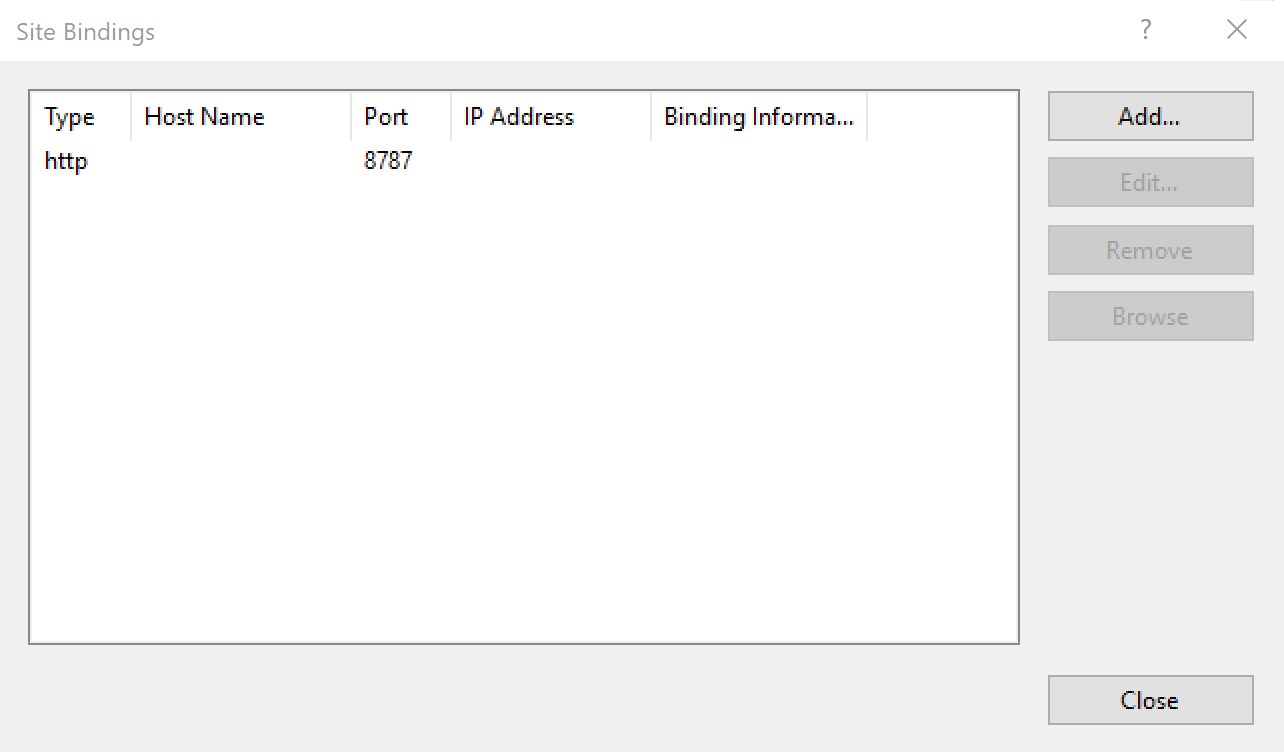 Site Bindings ?
Type Host Name Port IP Address Binding Informa... Add...
http 8787
Edit...
Remove
Browse
Close